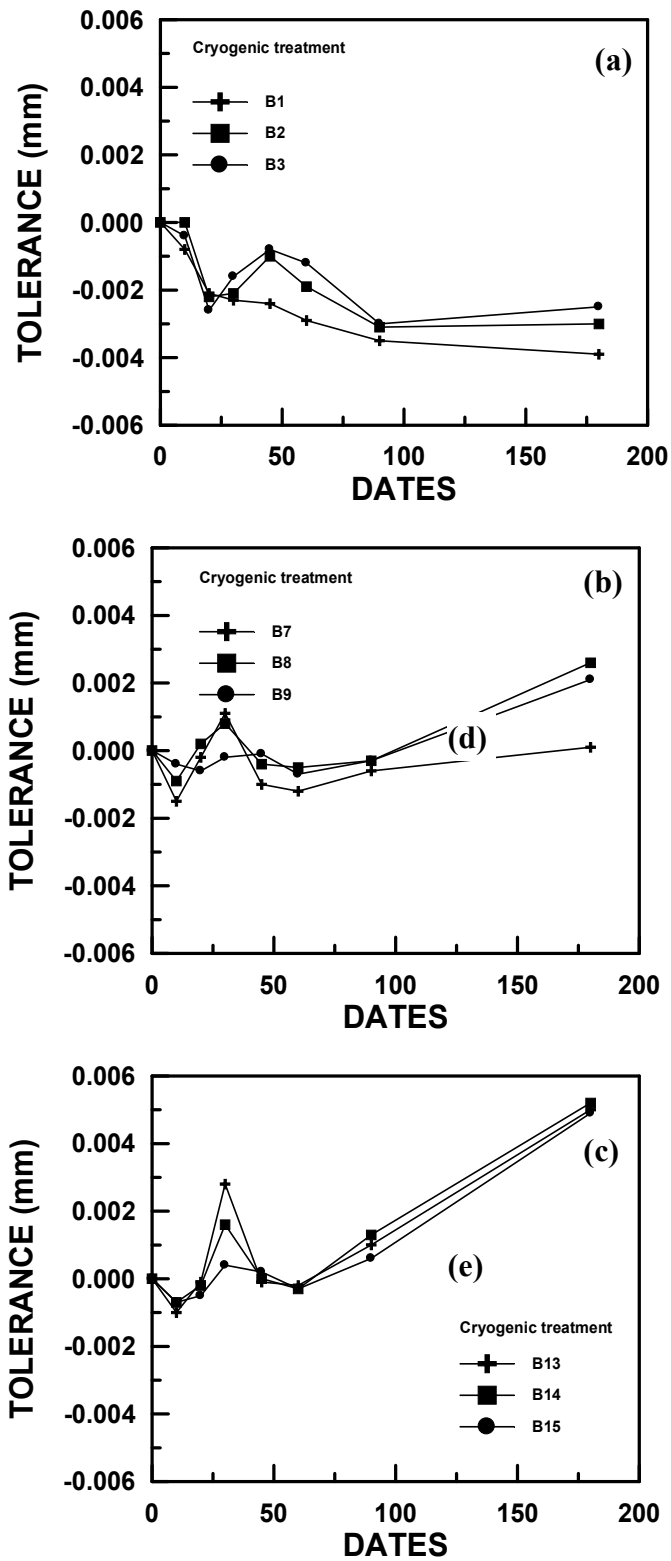 0.006
Cryogenic treatment
(a)
0.004
B1
0.002
B2
B3
0.000
-0.002
-0.004
-0.006
TOLERANCE (mm)
0 50 100 150 200
DATES
0.006
Cryogenic treatment
(b)
0.004
B7
0.002
B8
B9
0.000
(d)
-0.002
-0.004
-0.006
TOLERANCE (mm)
0 50 100 150 200
DATES
0.006
0.004
(c)
0.002
0.000
(e)
-0.002
Cryogenic treatment
B13
-0.004
B14
B15
-0.006
TOLERANCE (mm)
0 50 100 150 200
DATES